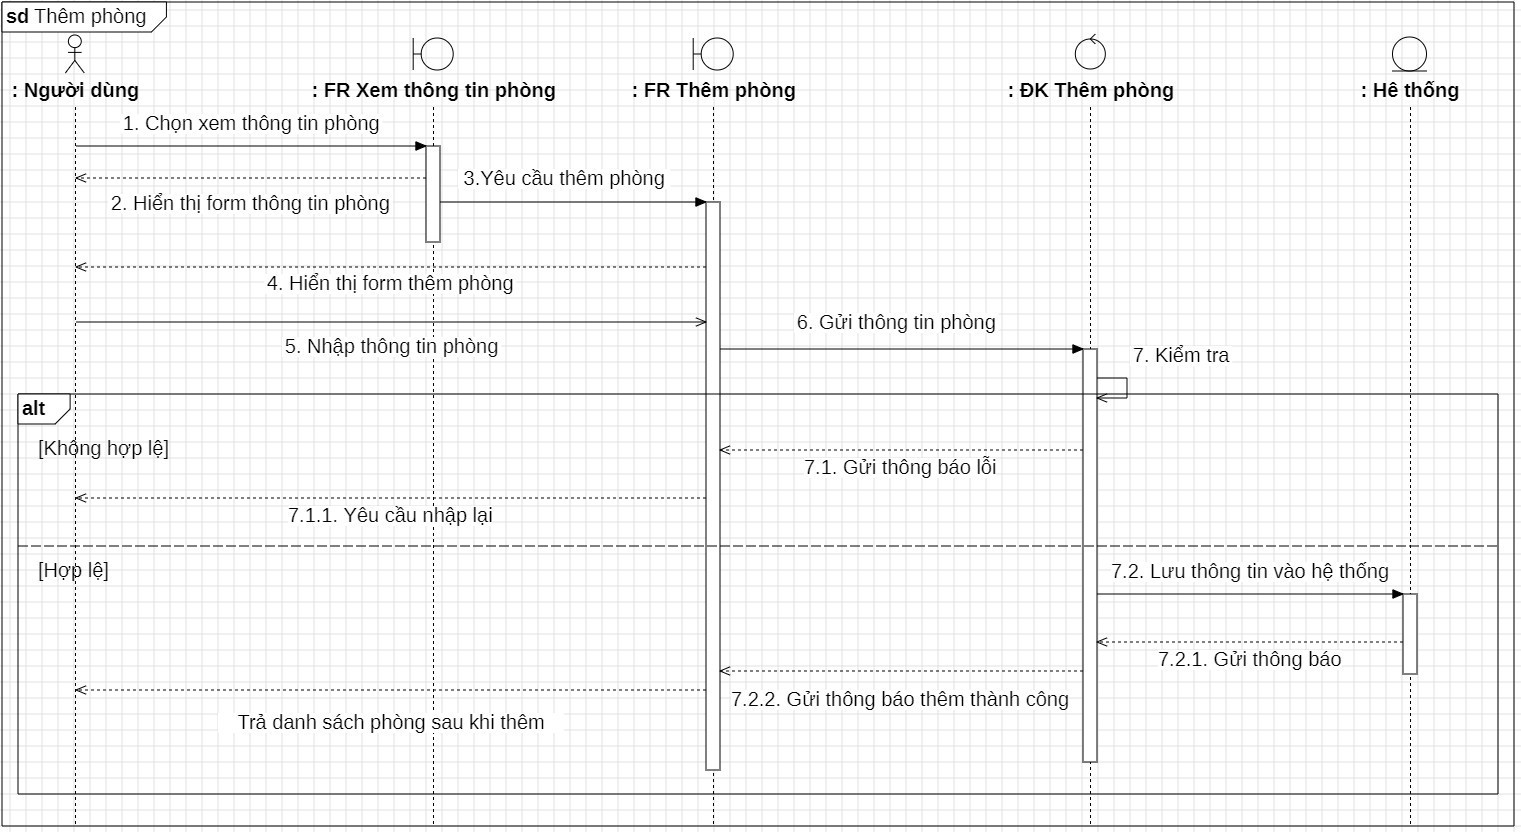 sd Thêm phòng
: Người dùng
: FR Xem thông tin phòng
: FR Thêm phòng
: ĐK Thêm phòng
: Hê thống
1. Chọn xem thông tin phòng
3.Yêu cầu thêm phòng
2. Hiển thị form thông tin phòng
4. Hiển thị form thêm phòng
6. Gửi thông tin phòng
5. Nhập thông tin phòng
7. Kiểm tra
alt
[Không hợp lệ]
7.1. Gửi thông báo lỗi
7.1.1. Yêu cầu nhập lại
[Hợp lệ]
7.2. Lưu thông tin vào hệ thống
7.2.1. Gửi thông báo
7.2.2. Gửi thông báo thêm thành công
Trả danh sách phòng sau khi thêm